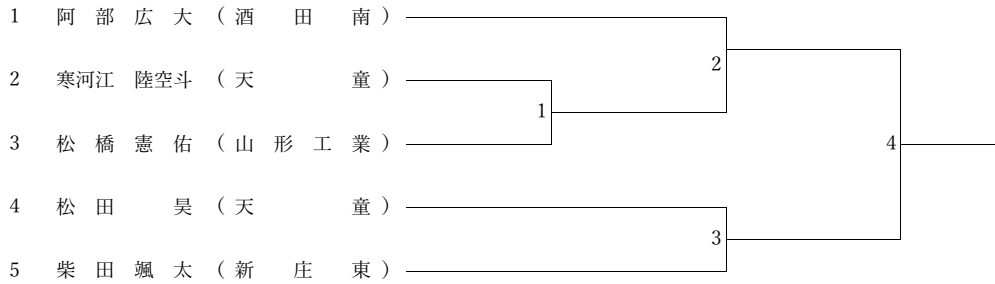 1 阿部広大（酒田南）
2 寒河江 陸空斗（天童）
3 松橋憲佑（山形工業）
4 松田昊（天童）
5 柴田颯太（新庄東）
1
2
3
4